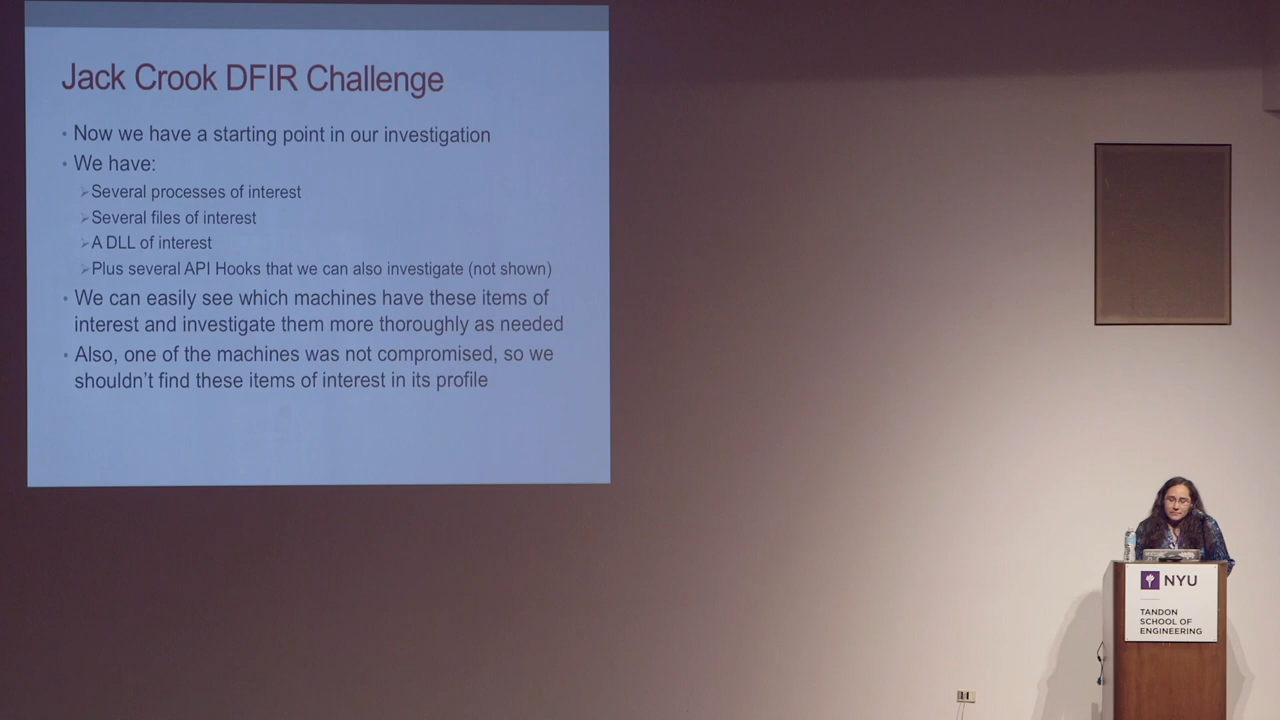 Jack Crook DFIR Challenge
• Now we have a starting point in our investigation
• We have:
➢Several processes of interest
➢Several files of interest
➢A DLL of interest
➢Plus several API Hooks that we can also investigate (not shown)
• We can easily see which machines have these items of
interest and investigate them more thoroughly as needed
• Also, one of the machines was not compromised, so we
shouldn't find these items of interest in its profile
NYU
TANDON
SCHOOL OF
ENGINEERING